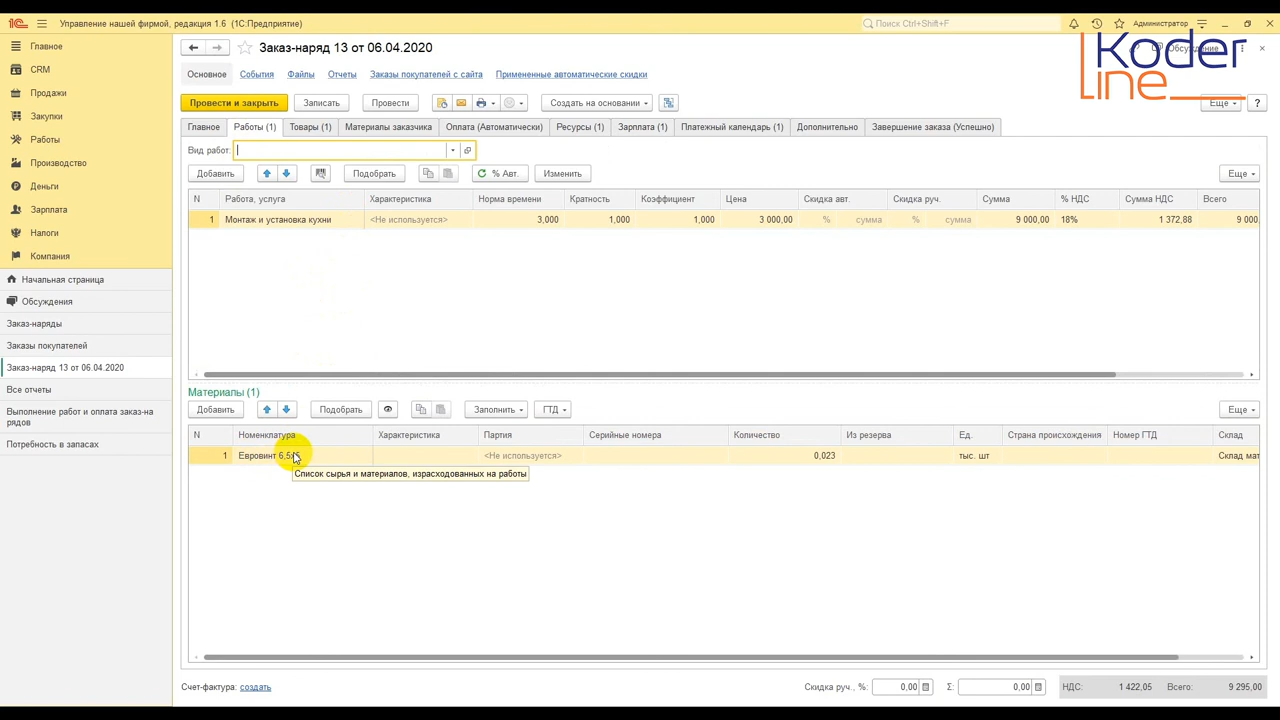 Управление нашей фирмой, редакция 1.6 (1С:Предприятие)
Поиск Ctrl+Shift+F
Администратор
Главное
CRM
Продажи
Закупки
Работы
Производство
Деньги
Зарплата
Налоги
Компания
Начальная страница
Обсуждения
Заказ-наряды
Заказы покупателей
Заказ-наряд 13 от 06.04.2020
Все отчеты
Выполнение работ и оплата заказ-на
рядов
Потребность в запасах
Заказ-наряд 13 от 06.04.2020
Обсуждение
Koder
line
Основное События Файлы Отчеты Заказы покупателей с сайта Примененные автоматические скидки
Провести и закрыть Записать Провести Создать на основании Еще ?
Главное Работы (1) Товары (1) Материалы заказчика Оплата (Автоматически) Ресурсы (1) Зарплата (1) Платежный календарь (1) Дополнительно Завершение заказа (Успешно)
Вид работ:
Добавить Подобрать % Авт. Изменить Еще
N Работа, услуга Характеристика Норма времени Кратность Коэффициент Цена Скидка авт. Скидка руч. Сумма % НДС Сумма НДС Всего
1 Монтаж и установка кухни <Не используется> 3,000 1,000 1,000 3 000,00 % сумма % сумма 9 000,00 18% 1 372,88 9 000,
Материалы (1)
Добавить Подобрать Заполнить ГТД Еще
N Номенклатура Характеристика Партия Серийные номера Количество Из резерва Ед. Страна происхождения Номер ГТД Склад
1 Евровинт <Не используется> 0,023 тыс. шт Склад мат
Список сырья и материалов, израсходованных на работы
Счет-фактура: создать Скидка руч., %: 0,00 Σ: 0,00 НДС: 1 422,05 Всего: 9 295,00